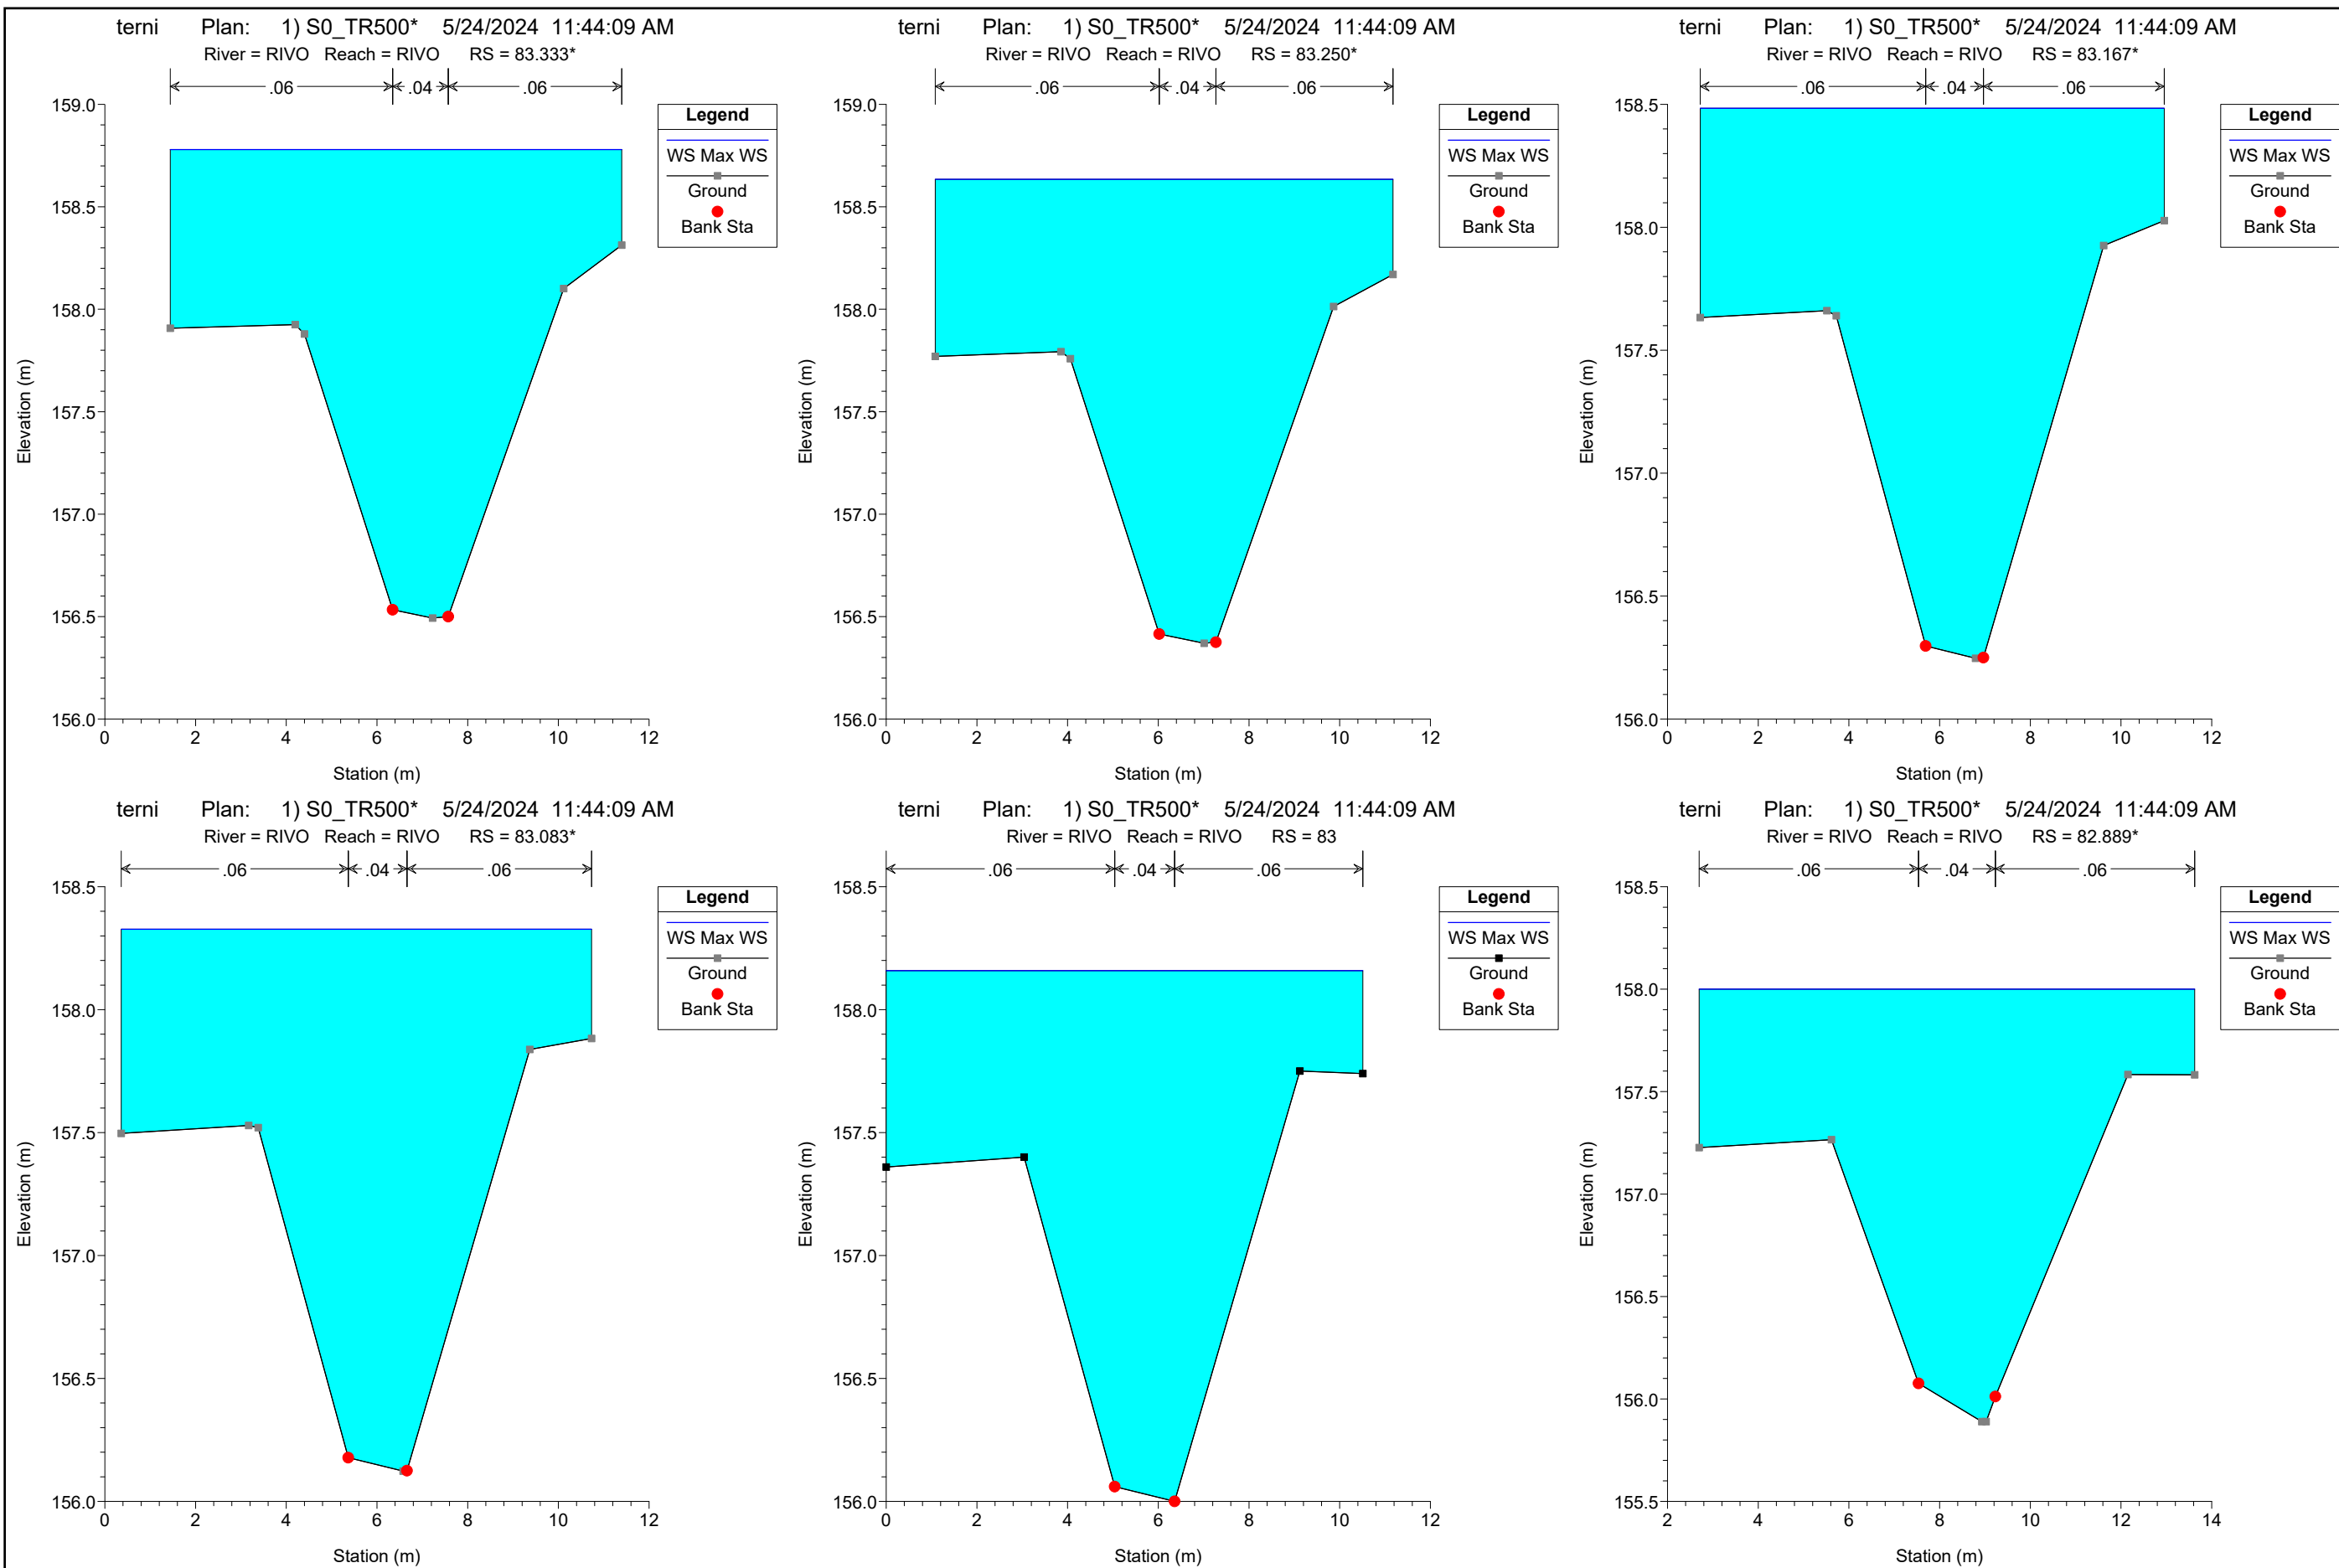 terni Plan: 1) S0_TR500* 5/24/2024 11:44:09 AM
River = RIVO Reach = RIVO RS = 83.333*
.06 .04 .06
159.0
158.5
158.0
157.5
157.0
156.5
156.0
0 2 4 6 8 10 12
Station (m)
Elevation (m)
Legend
WS Max WS
Ground
Bank Sta
terni Plan: 1) S0_TR500* 5/24/2024 11:44:09 AM
River = RIVO Reach = RIVO RS = 83.250*
.06 .04 .06
159.0
158.5
158.0
157.5
157.0
156.5
156.0
0 2 4 6 8 10 12
Station (m)
Elevation (m)
Legend
WS Max WS
Ground
Bank Sta
terni Plan: 1) S0_TR500* 5/24/2024 11:44:09 AM
River = RIVO Reach = RIVO RS = 83.167*
.06 .04 .06
158.5
158.0
157.5
157.0
156.5
156.0
0 2 4 6 8 10 12
Station (m)
Elevation (m)
Legend
WS Max WS
Ground
Bank Sta
terni Plan: 1) S0_TR500* 5/24/2024 11:44:09 AM
River = RIVO Reach = RIVO RS = 83.083*
.06 .04 .06
158.5
158.0
157.5
157.0
156.5
156.0
0 2 4 6 8 10 12
Station (m)
Elevation (m)
Legend
WS Max WS
Ground
Bank Sta
terni Plan: 1) S0_TR500* 5/24/2024 11:44:09 AM
River = RIVO Reach = RIVO RS = 83
.06 .04 .06
158.5
158.0
157.5
157.0
156.5
156.0
0 2 4 6 8 10 12
Station (m)
Elevation (m)
Legend
WS Max WS
Ground
Bank Sta
terni Plan: 1) S0_TR500* 5/24/2024 11:44:09 AM
River = RIVO Reach = RIVO RS = 82.889*
.06 .04 .06
158.5
158.0
157.5
157.0
156.5
156.0
155.5
2 4 6 8 10 12 14
Station (m)
Elevation (m)
Legend
WS Max WS
Ground
Bank Sta